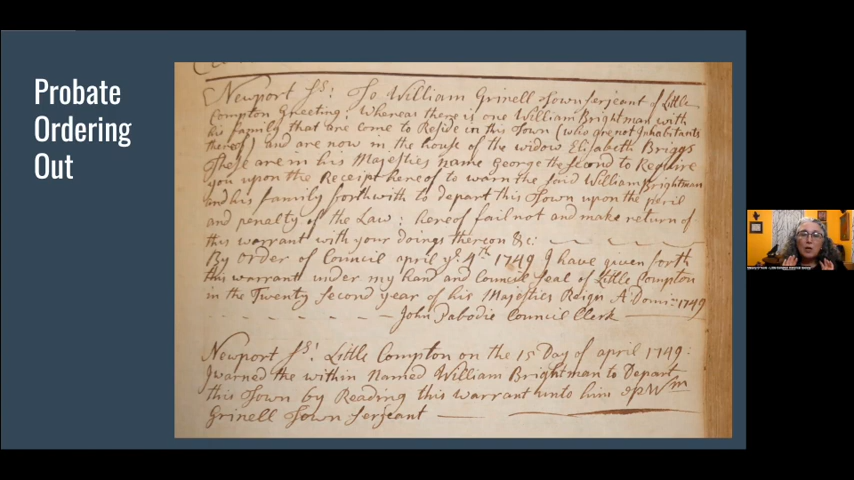 Probate
Ordering
Out
Newport Ss: To William Grinell Town serjeant of Little
Compton Greeting: Whereas there is one William Brightman with
his family that are come to Reside in this Town (who are not Inhabitants
thereof) and are now in the house of the widow Elisabeth Briggs
These are in his Majesties name George the second to Require
you upon the Receipt hereof to warn the said William Brightman
and his family forthwith to depart this Town upon the peril
and penalty of the Law: hereof fail not and make return of
this warrant with your doings thereon &c:
By order of Council april ye 4th 1749 I have given forth
this warrant under my hand and Council seal of Little Compton
in the Twenty second year of his Majesties Reign A Domi: 1749
John Pabodie Council Clerk
Newport Ss: Little Compton on the 15 Day of april 1749:
I warned the within Named William Brightman to Depart
this Town by Reading this warrant unto him Wm
Grinell Town serjeant